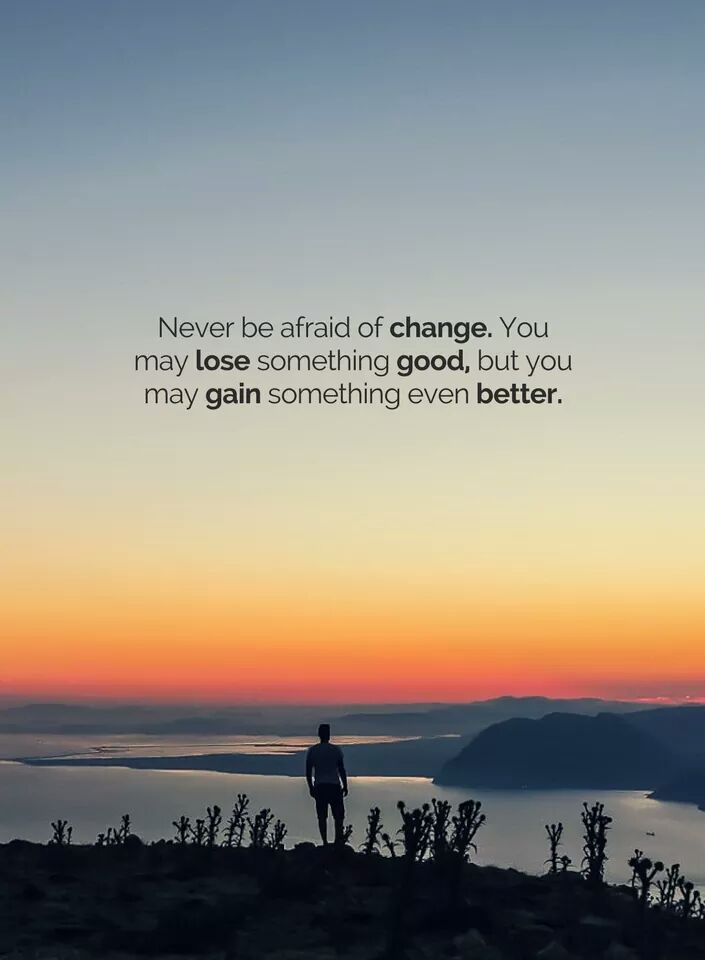 Never be afraid of change. You
may lose something good, but you
may gain something even better.